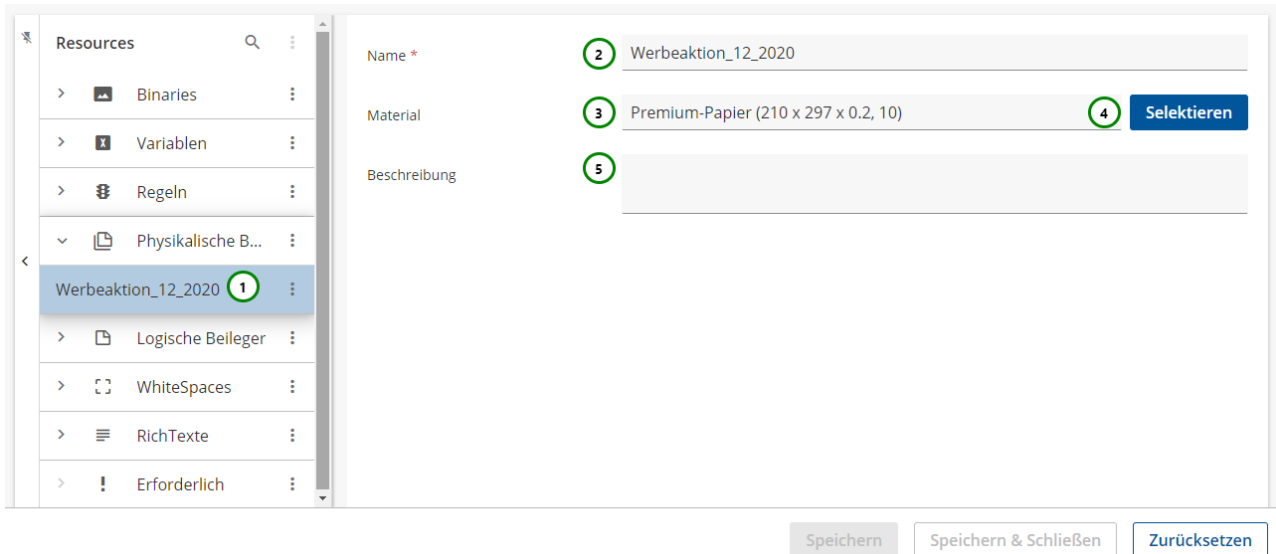 Resources
Binaries
Variablen
Regeln
Physikalische B...
Werbeaktion_12_2020 1
Logische Beileger
WhiteSpaces
RichTexte
Erforderlich
Name * 2 Werbeaktion_12_2020
Material 3 Premium-Papier (210 x 297 x 0.2, 10) 4 Selektieren
Beschreibung 5
Speichern Speichern & Schließen Zurücksetzen